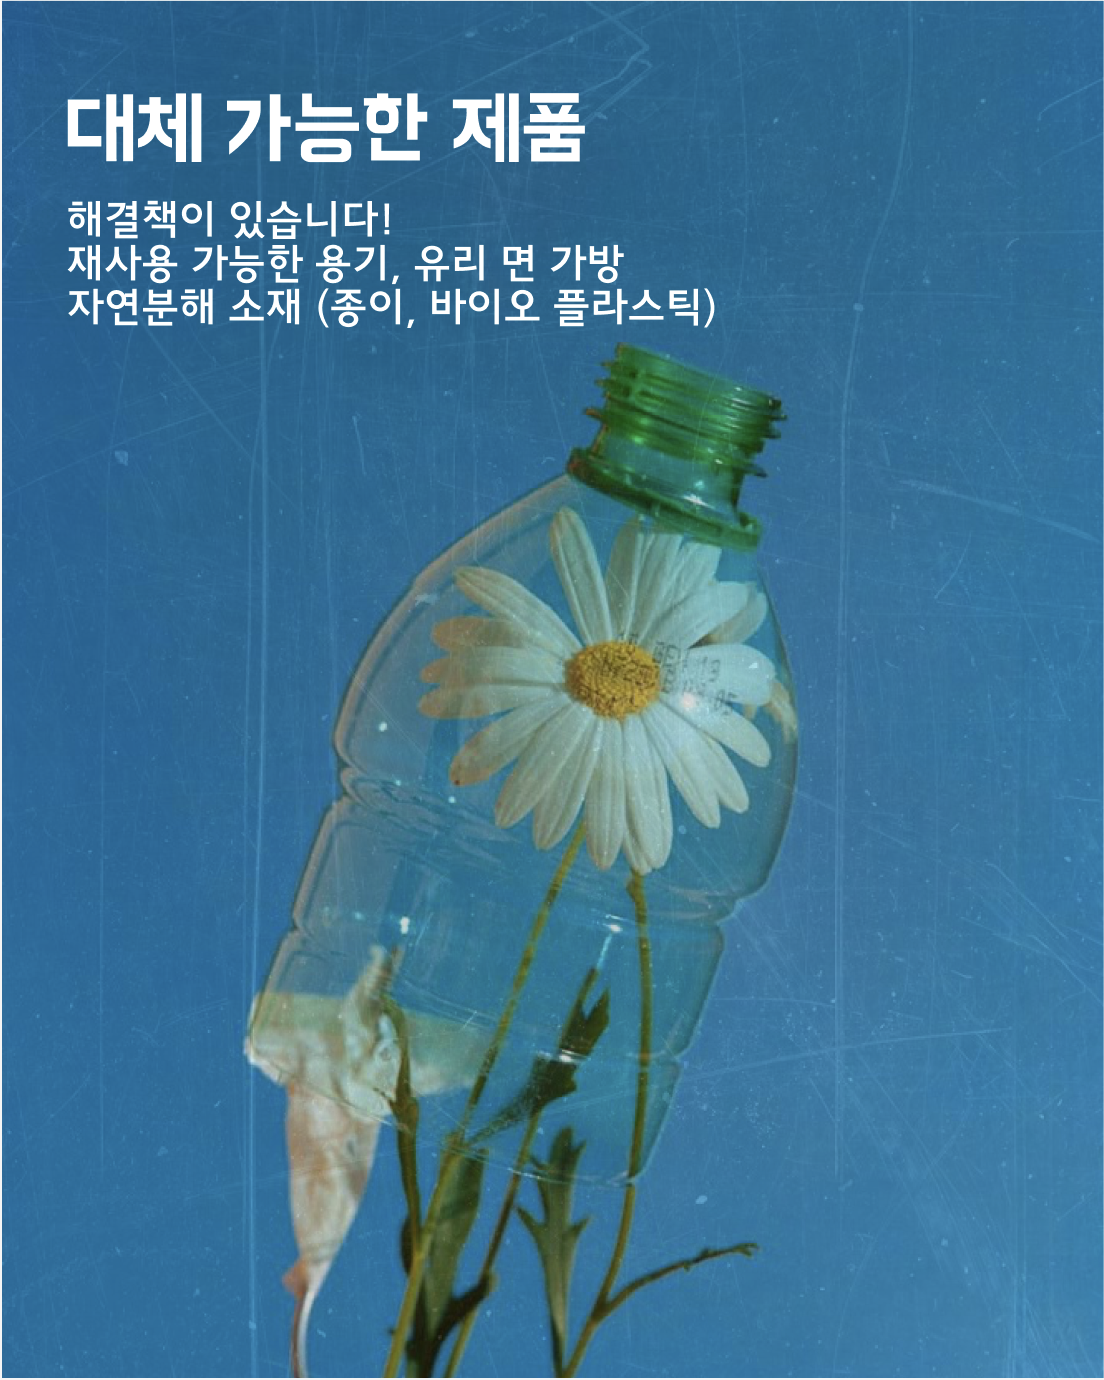 대체 가능한 제품
해결책이 있습니다!
재사용 가능한 용기, 유리 면 가방
자연분해 소재 (종이, 바이오 플라스틱)